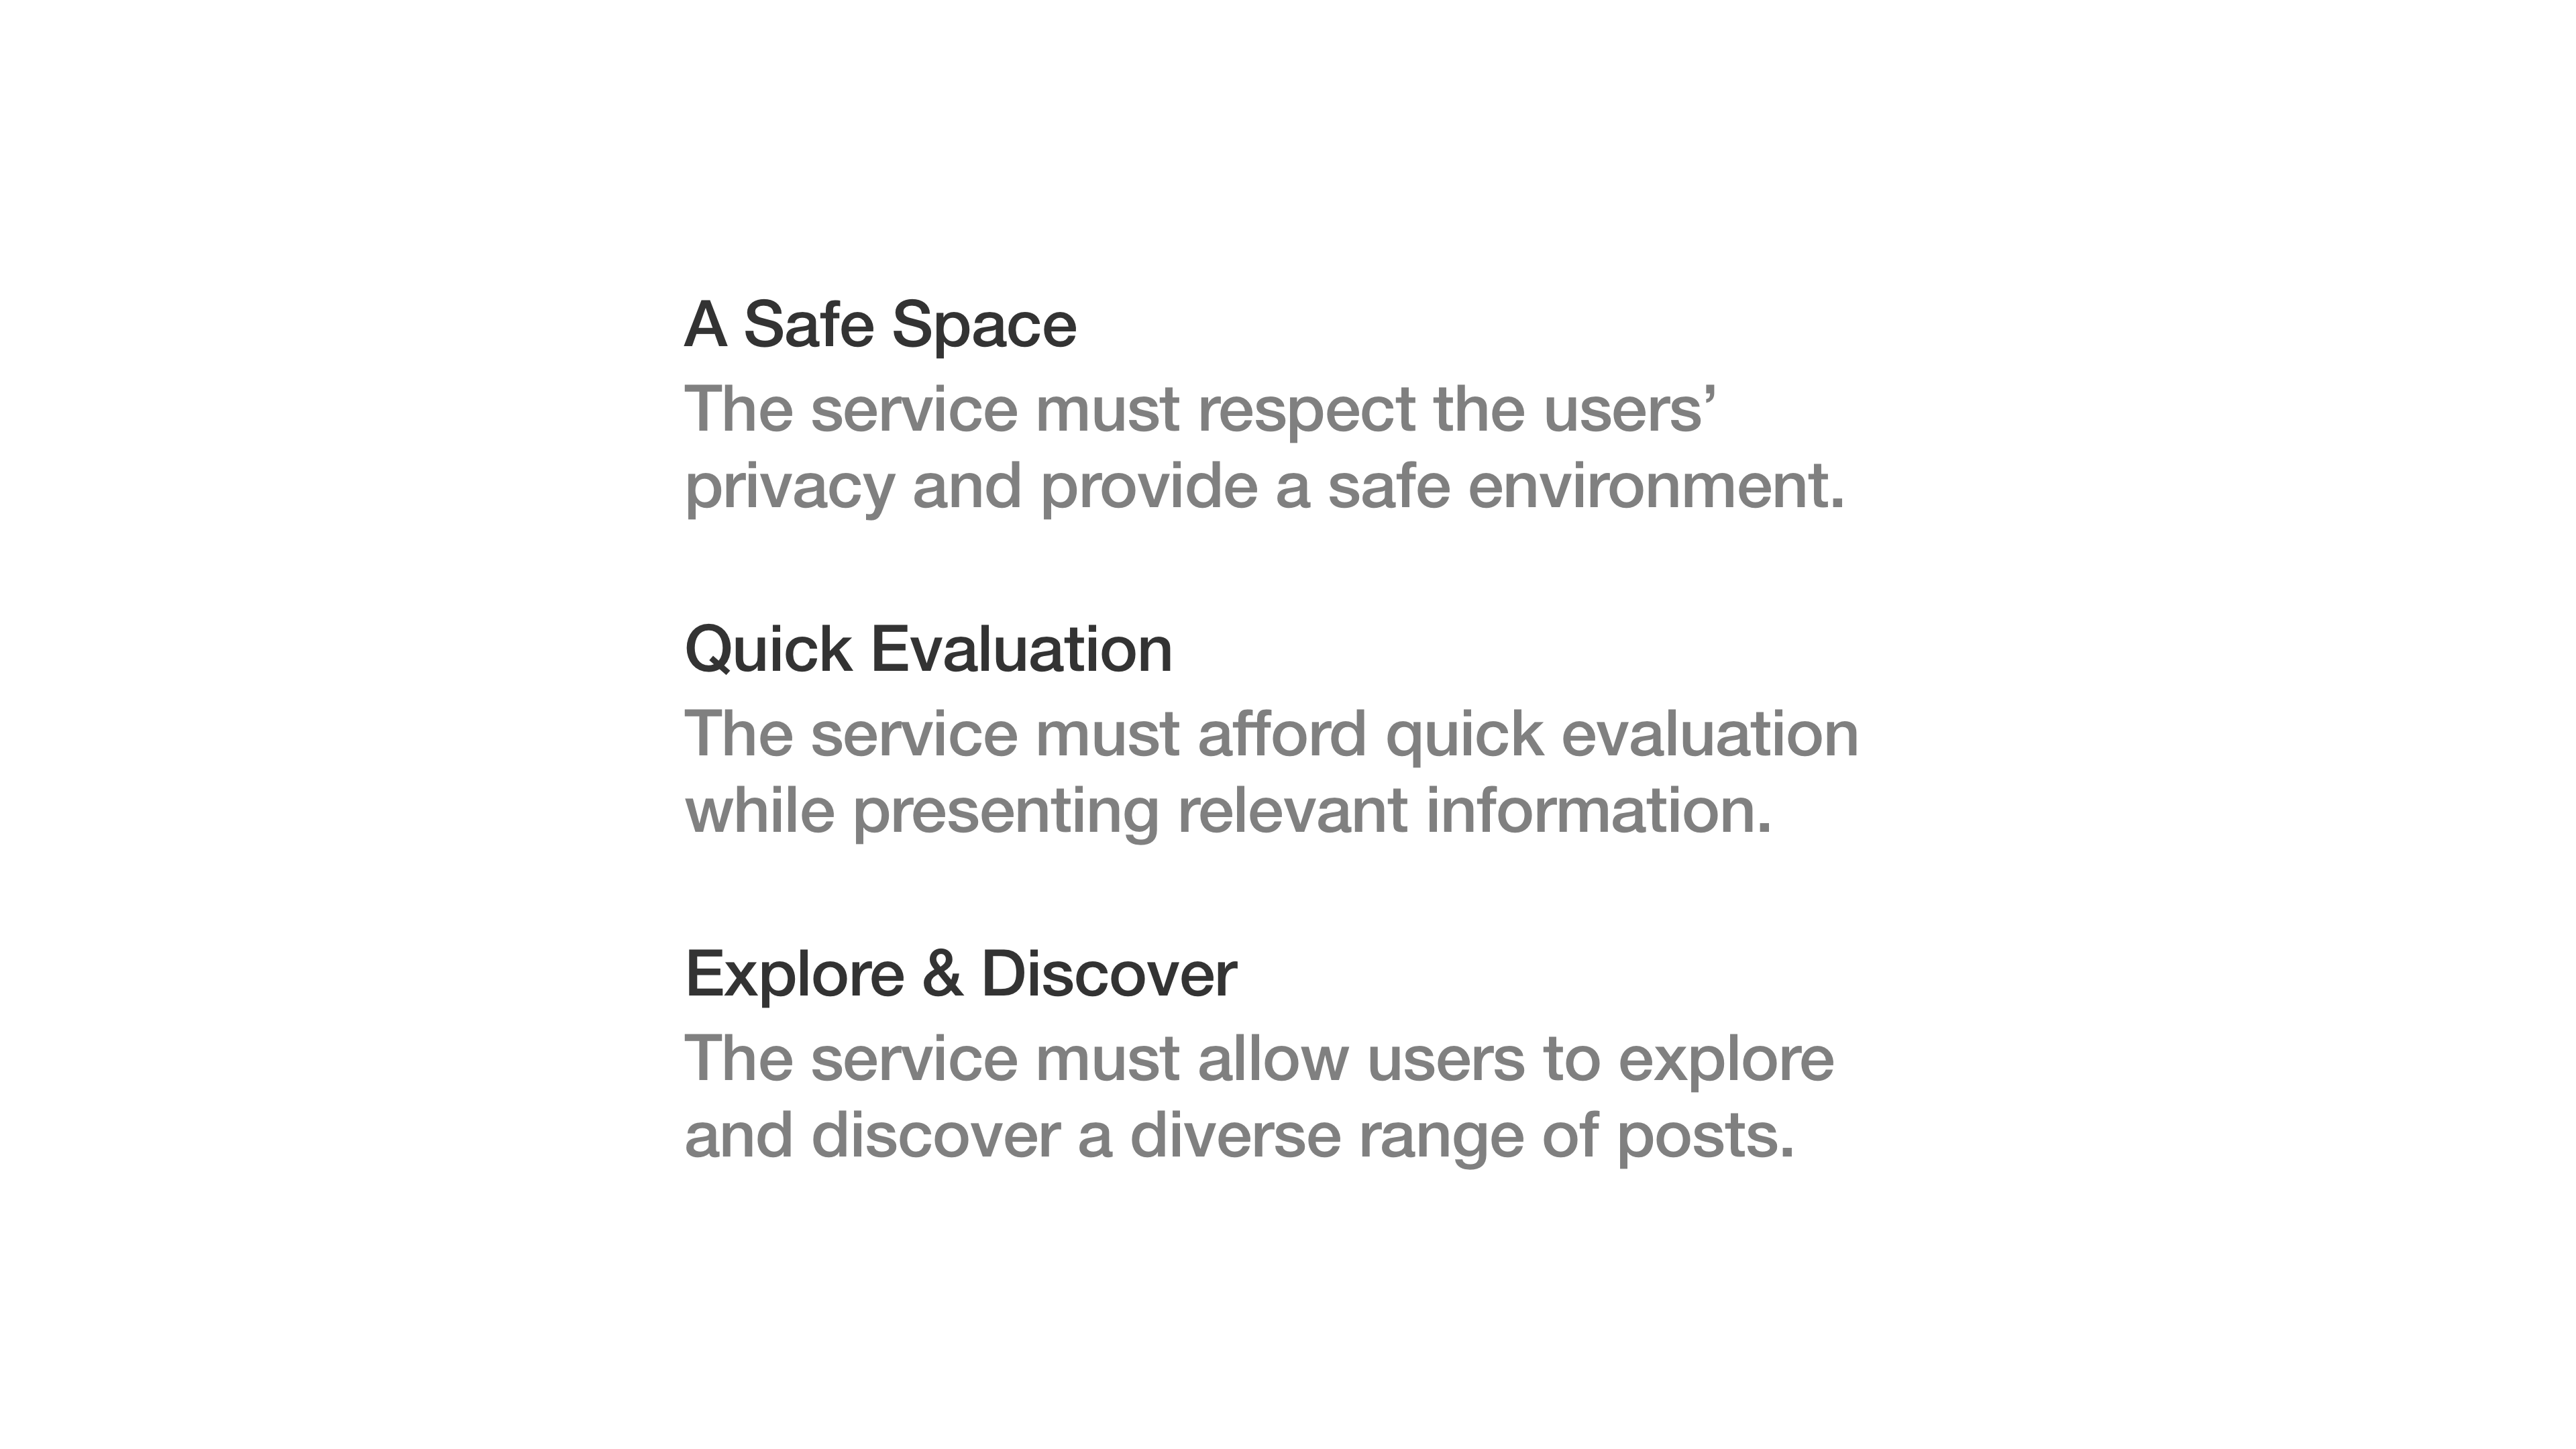 A Safe Space
The service must respect the users’
privacy and provide a safe environment.
Quick Evaluation
The service must afford quick evaluation
while presenting relevant information.
Explore & Discover
The service must allow users to explore
and discover a diverse range of posts.